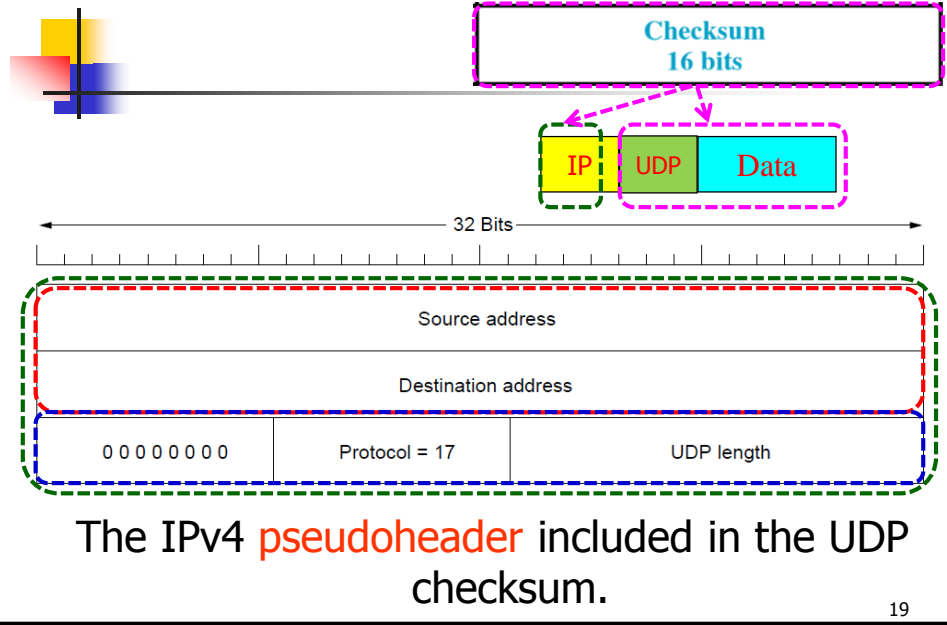 Checksum
16 bits
IP UDP Data
32 Bits
Source address
Destination address
0 0 0 0 0 0 0 0 Protocol = 17 UDP length
The IPv4 pseudoheader included in the UDP
checksum.
19